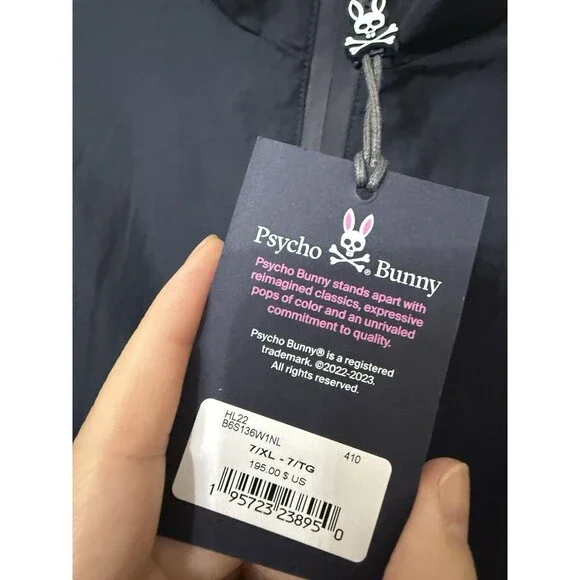 Psycho Bunny
Psycho Bunny stands apart with
reimagined classics, expressive
pops of color and an unrivaled
commitment to quality.
Psycho Bunny® is a registered
trademark. ©2022-2023.
All rights reserved.
HL22
B6S136W1NL 410
7/XL - 7/TG
195.00 $ US
1 95723 23895 0